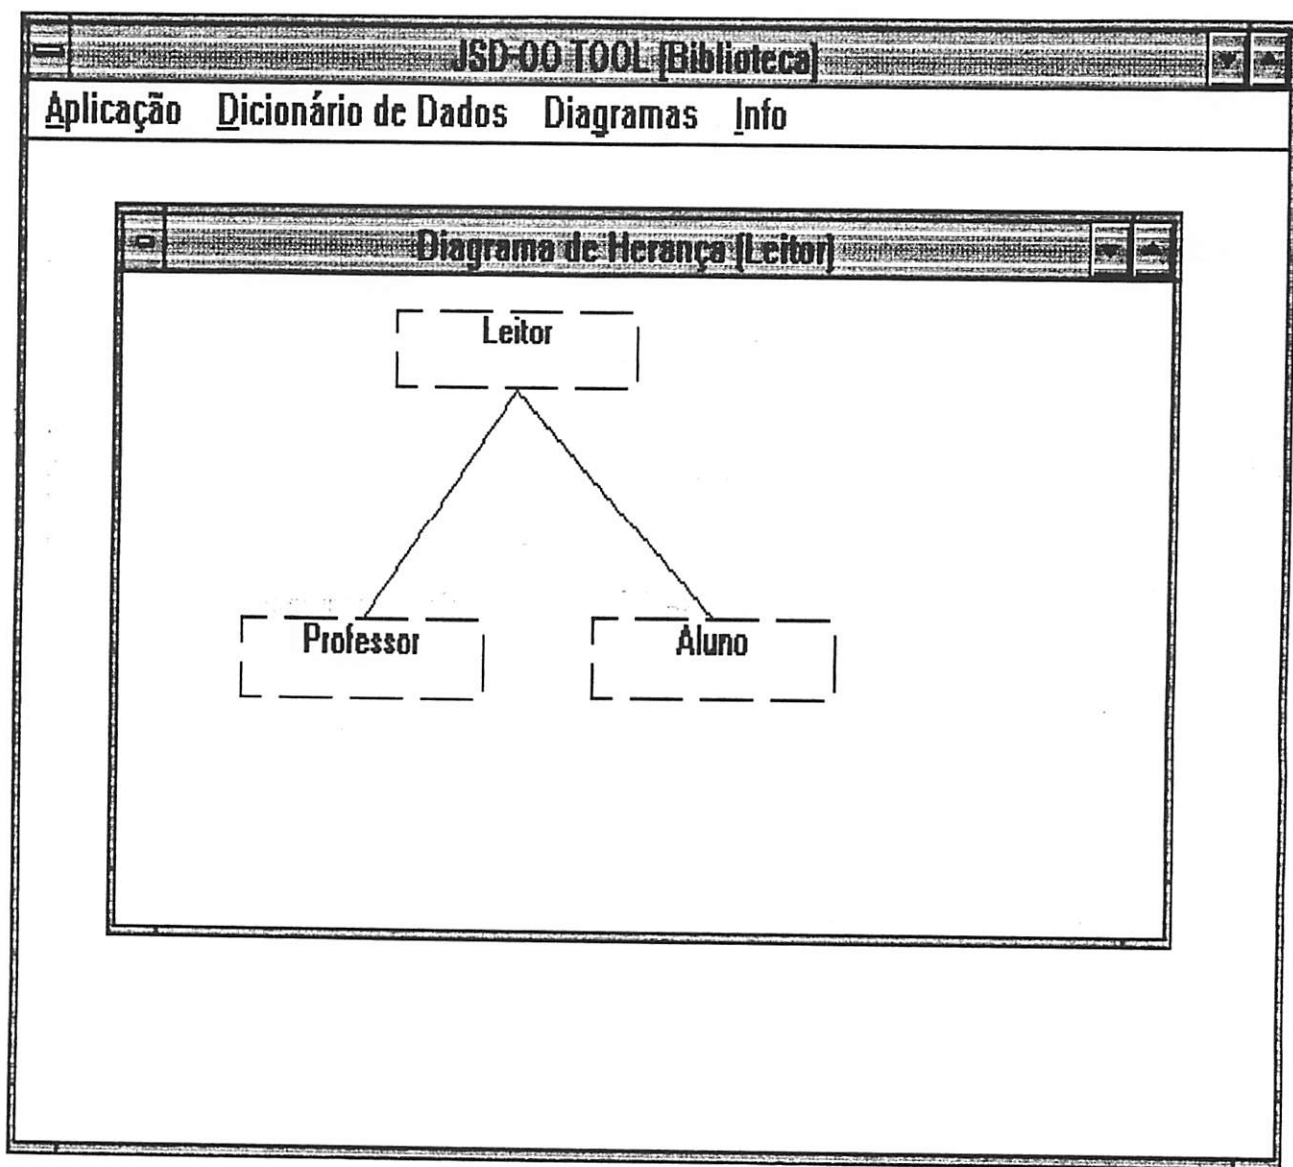 JSD-OO TOOL [Biblioteca]
Aplicação Dicionário de Dados Diagramas Info
Diagrama de Herança [Leitor]
Leitor
Professor Aluno